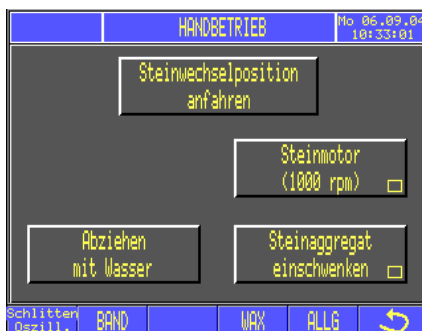 HANDBETRIEB
Mo 06.09.04
10:33:01
Steinwechselposition
anfahren
Steinmotor
(1000 rpm)
Abziehen
mit Wasser
Steinaggregat
einschwenken
Schlitten
Oszill.
BAND
WAX
ALLG